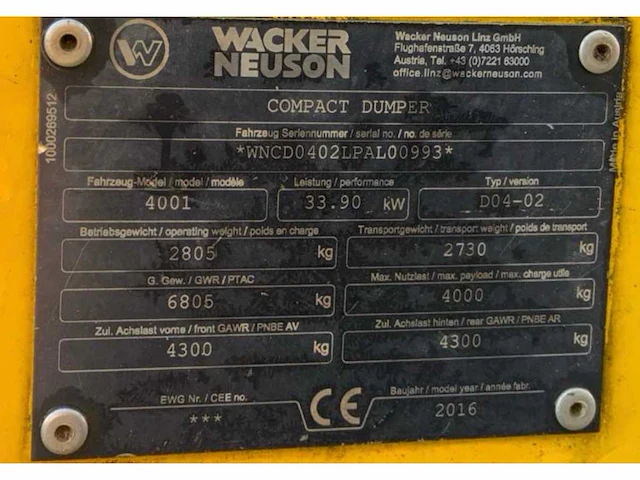 WACKER
NEUSON
Wacker Neuson Linz GmbH
Flughafenstraße 7, 4063 Hörsching
Austria, Tel. +43 (0)7221 63000
office.linz@wackerneuson.com
COMPACT DUMPER
Fahrzeug Seriennummer / serial no. / no. de série
*WNCD0402LPAL00993*
Fahrzeug-Model / model / modéle Leistung / performance Typ / version
4001 33.90 kW D04-02
Betriebsgewicht / operating weight / poids en charge Transportgewicht / transport weight / poids de transport
2805 kg 2730 kg
G. Gew. / GWR / PTAC Max. Nutzlast / max. payload / max. charge utile
6805 kg 4000 kg
Zul. Achslast vorne / front GAWR / PNBE AV Zul. Achslast hinten / rear GAWR / PNBE AR
4300 kg 4300 kg
EWG Nr. / CEE no. CE Baujahr / model year / année fabr.
*** 2016
1000269512
Made in Austria